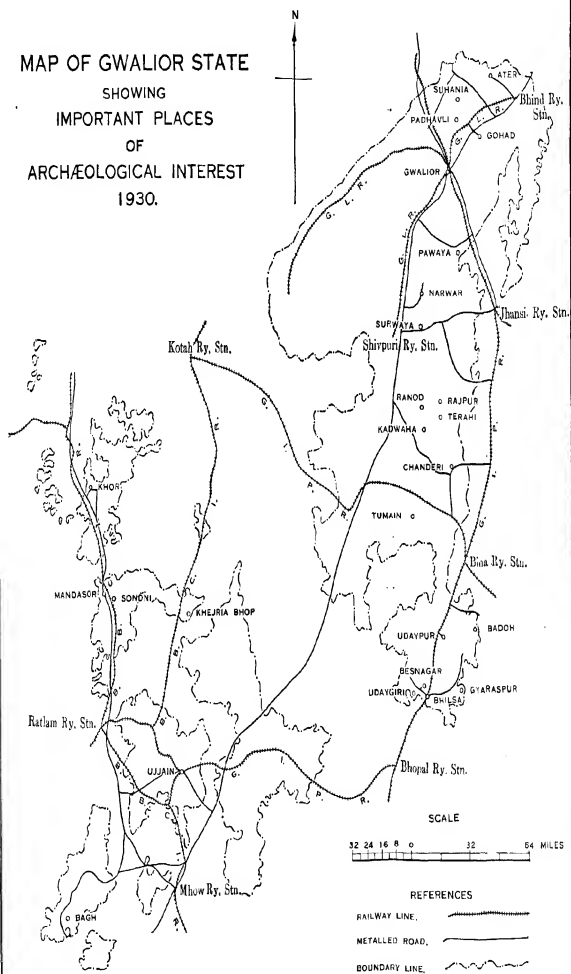 MAP OF GWALIOR STATE
SHOWING
IMPORTANT PLACES
OF
ARCHÆOLOGICAL INTEREST
1930.
N
ATER
SUHANIA
Bhind Ry.
Stn.
PADHAVLI
G. L. R.
GOHAD
GWALIOR
G. L. R.
G. L. R.
PAWAYA
NARWAR
Jhansi. Ry. Stn.
SURWAYA
Shivpuri Ry. Stn.
Kotah Ry. Stn.
RANOD
RAJPUR
TERAHI
KADWAHA
G. I. P. R.
CHANDERI
KHOR
TUMAIN
Bina Ry. Stn.
MANDASOR
SONDNI
KHEJRIA BHOP
UDAYPUR
BADOH
BESNAGAR
UDAYGIRI
GYARASPUR
BHILSA
Ratlam Ry. Stn.
UJJAIN
Bhopal Ry. Stn.
G. I. P. R.
Mhow Ry. Stn.
BAGH
SCALE
32 24 16 8 0 32 64 MILES
REFERENCES
RAILWAY LINE.
METALLED ROAD.
BOUNDARY LINE.